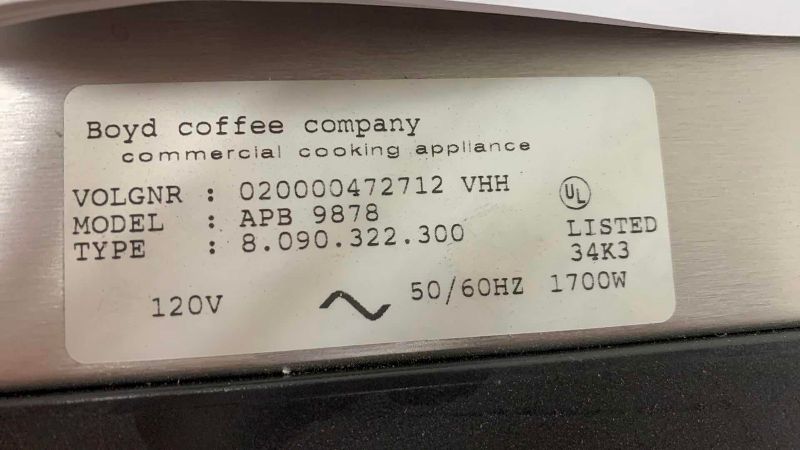 Boyd coffee company
commercial cooking appliance
VOLGNR : 020000472712 VHH
MODEL : APB 9878
TYPE : 8.090.322.300
UL
LISTED
34K3
120V 50/60HZ 1700W